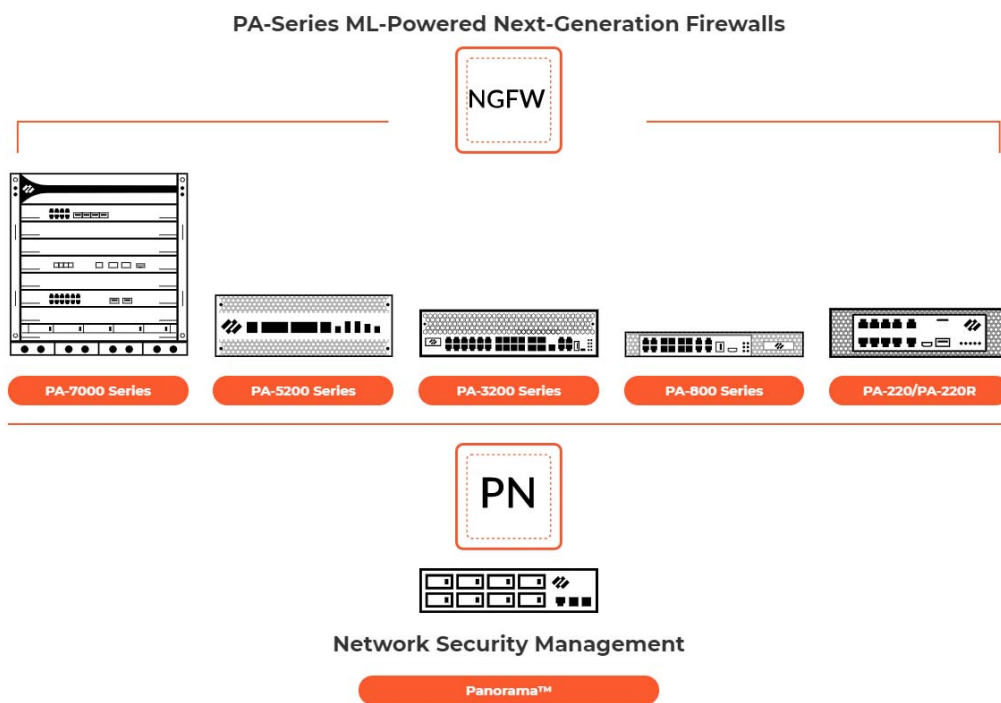 PA-Series ML-Powered Next-Generation Firewalls
NGFW
PA-7000 Series
PA-5200 Series
PA-3200 Series
PA-800 Series
PA-220/PA-220R
PN
Network Security Management
Panorama™